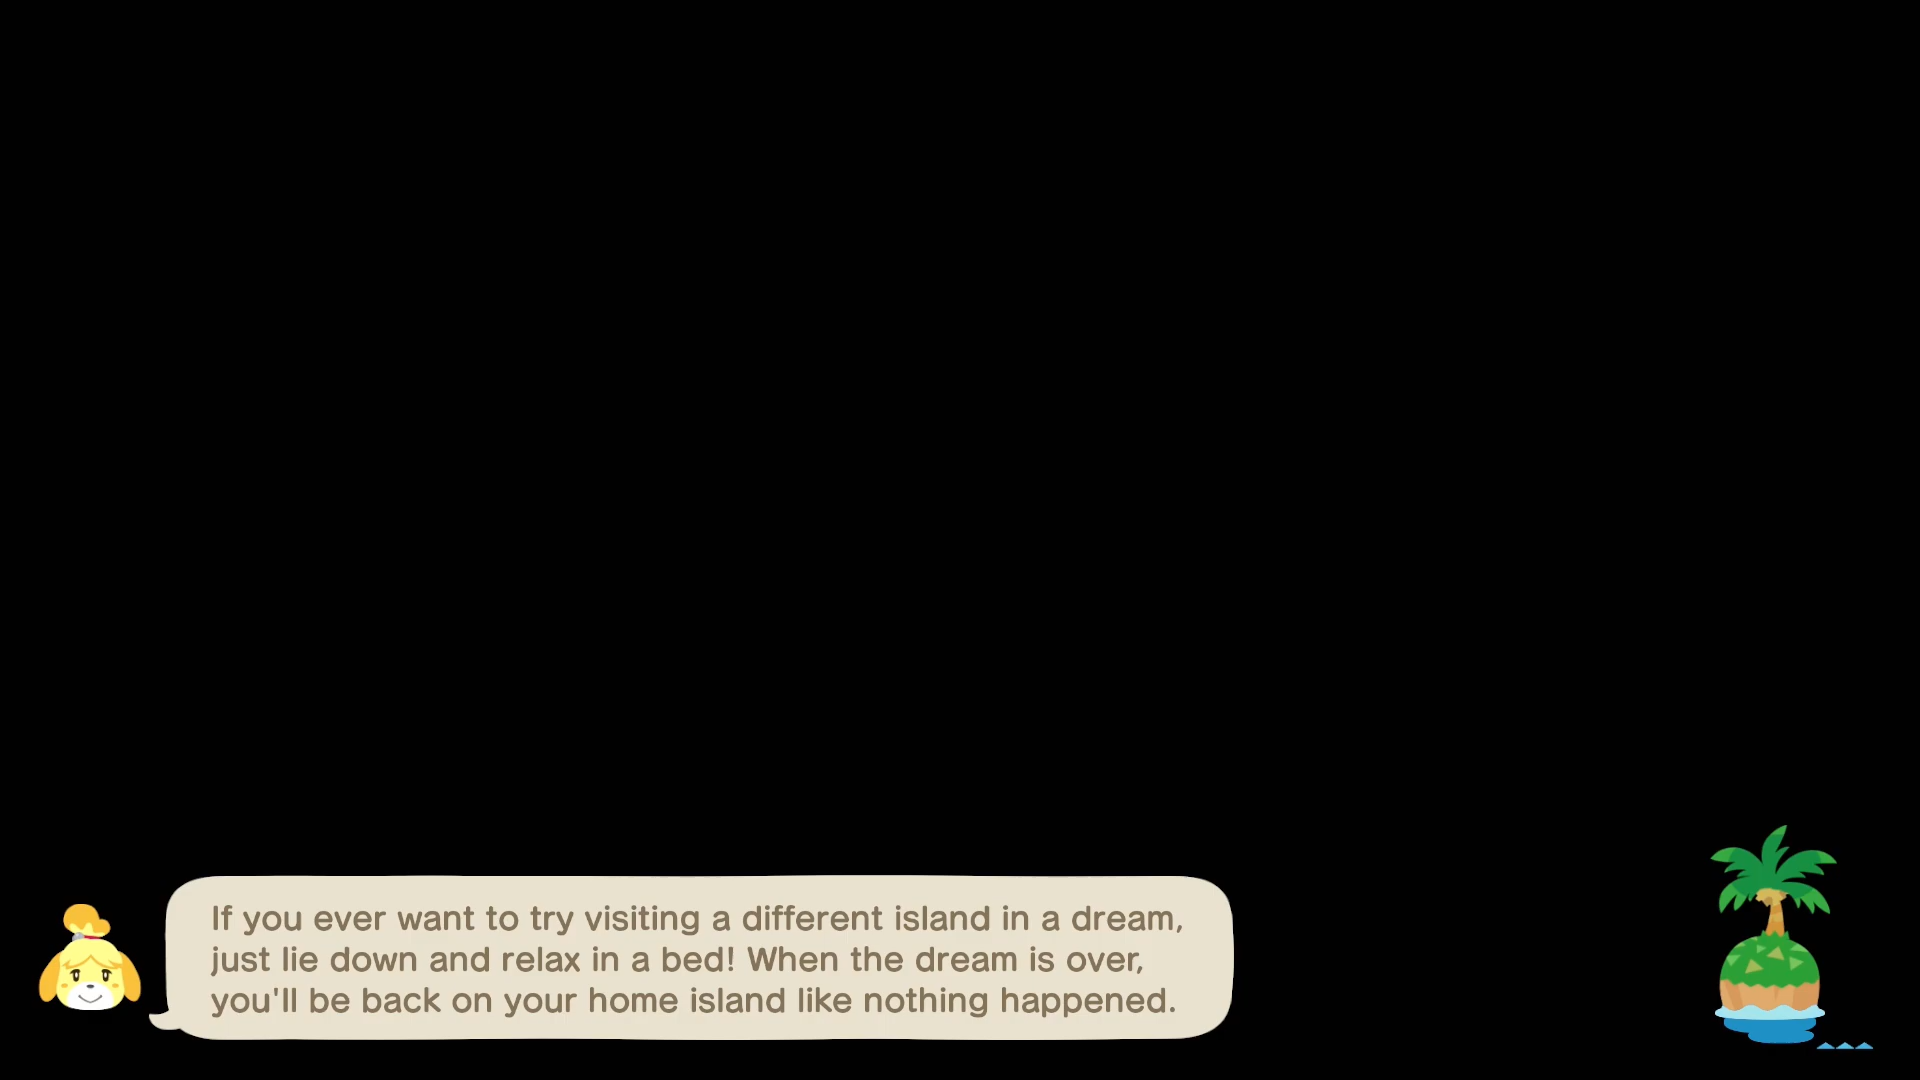 If you ever want to try visiting a different island in a dream,
just lie down and relax in a bed! When the dream is over,
you'll be back on your home island like nothing happened.